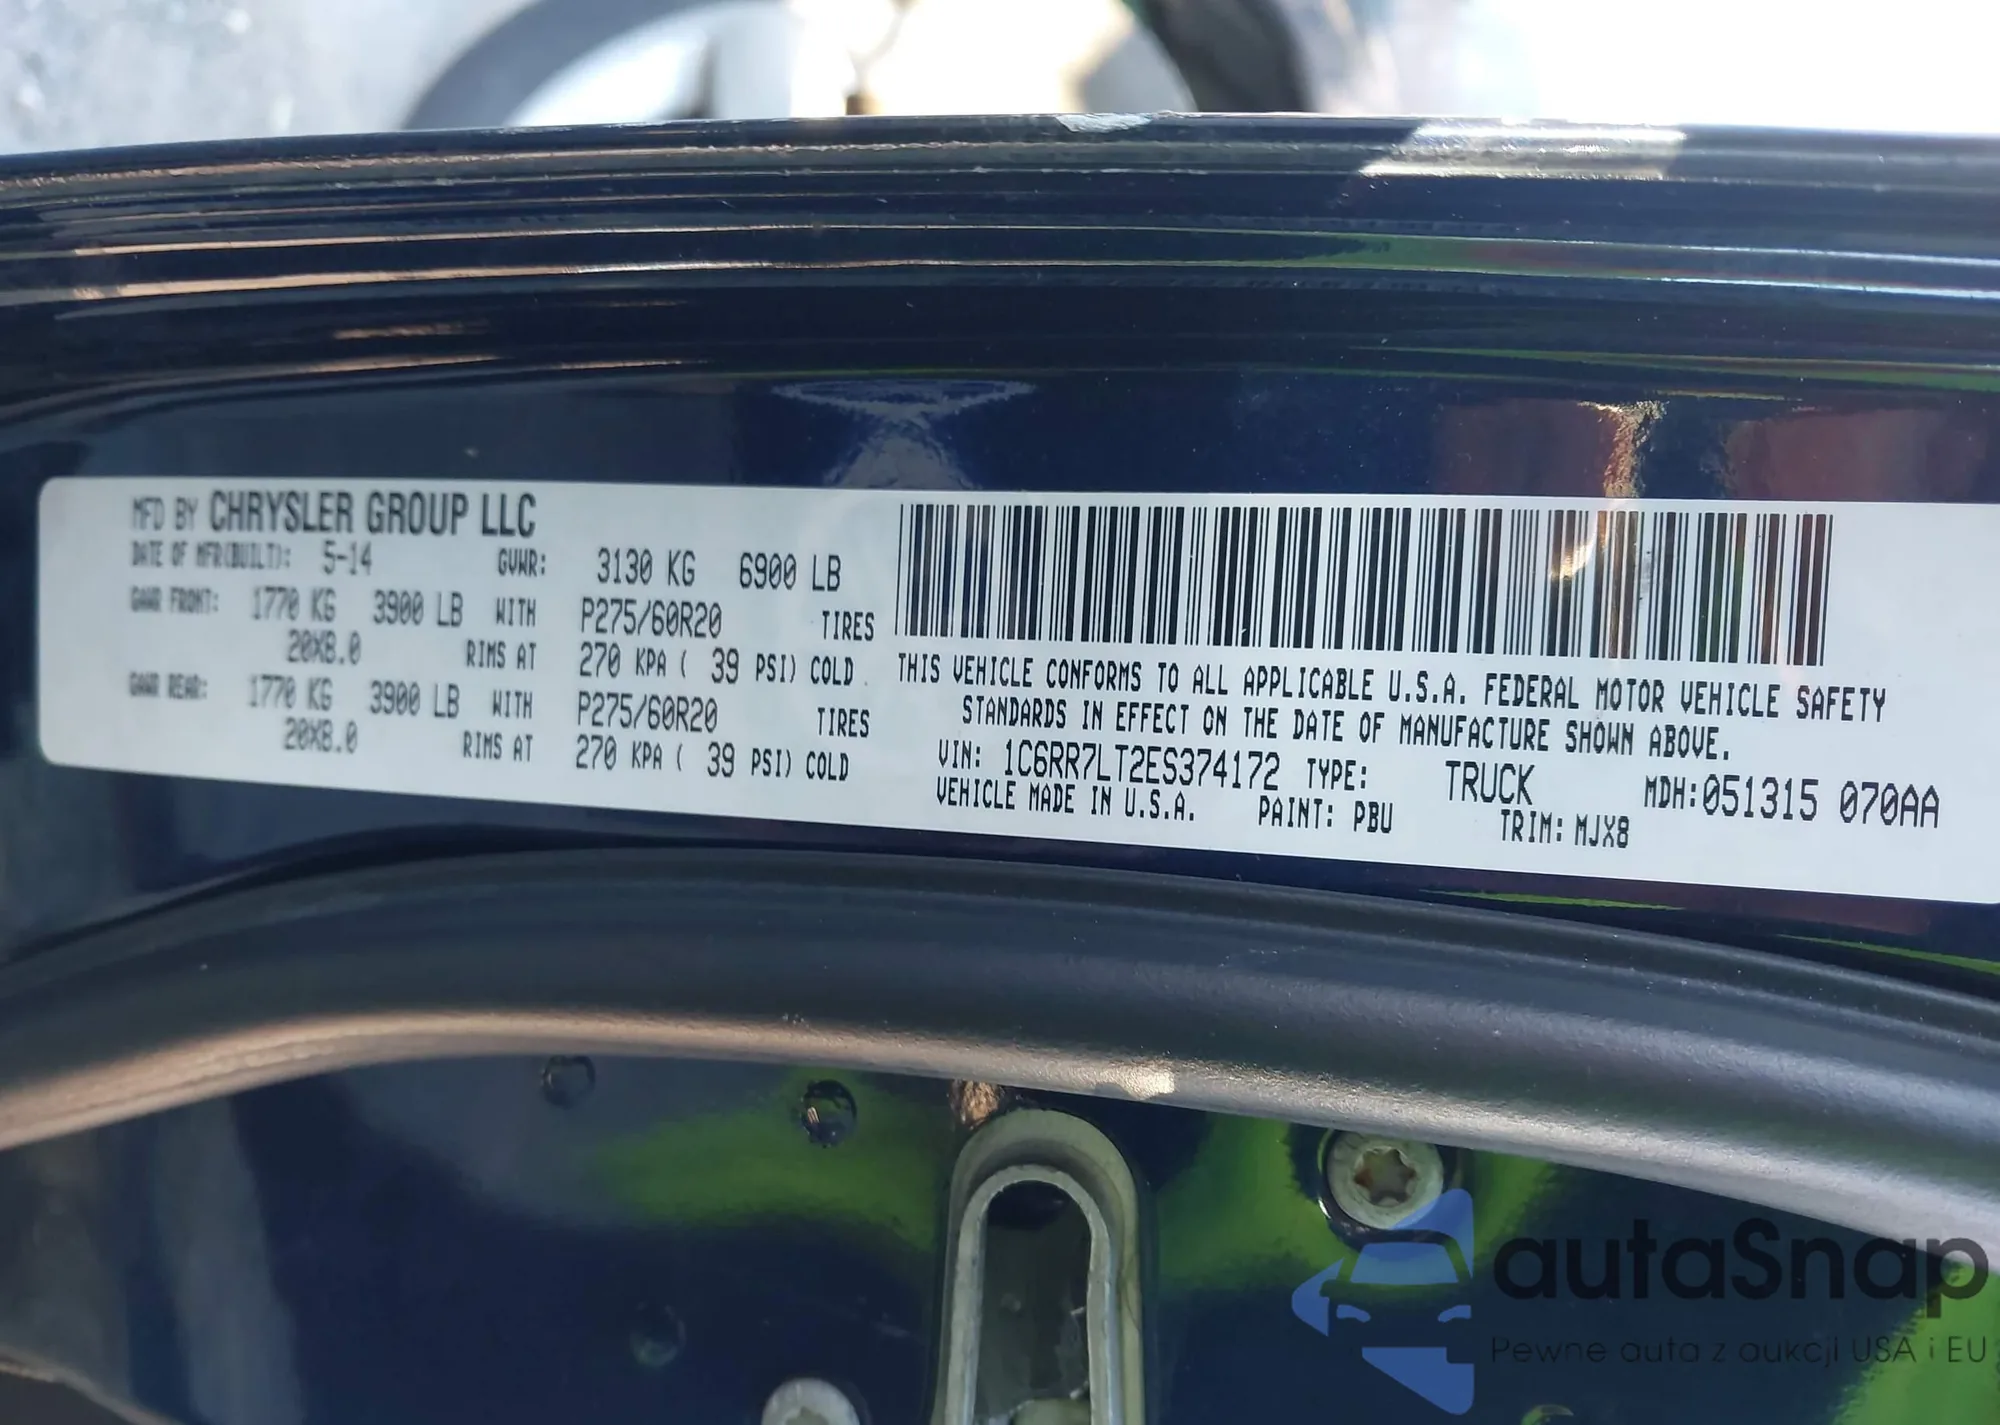 MFD BY CHRYSLER GROUP LLC
DATE OF MFR(BUILT): 5-14 GVWR: 3130 KG 6900 LB
GAWR FRONT: 1770 KG 3900 LB WITH P275/60R20 TIRES
20X8.0 RIMS AT 270 KPA ( 39 PSI) COLD
GAWR REAR: 1770 KG 3900 LB WITH P275/60R20 TIRES
20X8.0 RIMS AT 270 KPA ( 39 PSI) COLD
THIS VEHICLE CONFORMS TO ALL APPLICABLE U.S.A. FEDERAL MOTOR VEHICLE SAFETY
STANDARDS IN EFFECT ON THE DATE OF MANUFACTURE SHOWN ABOVE.
VIN: 1C6RR7LT2ES374172 TYPE: TRUCK MDH:051315 070AA
VEHICLE MADE IN U.S.A. PAINT: PBU TRIM: MJX8
autaSnap
Pewne auta z aukcji USA i EU